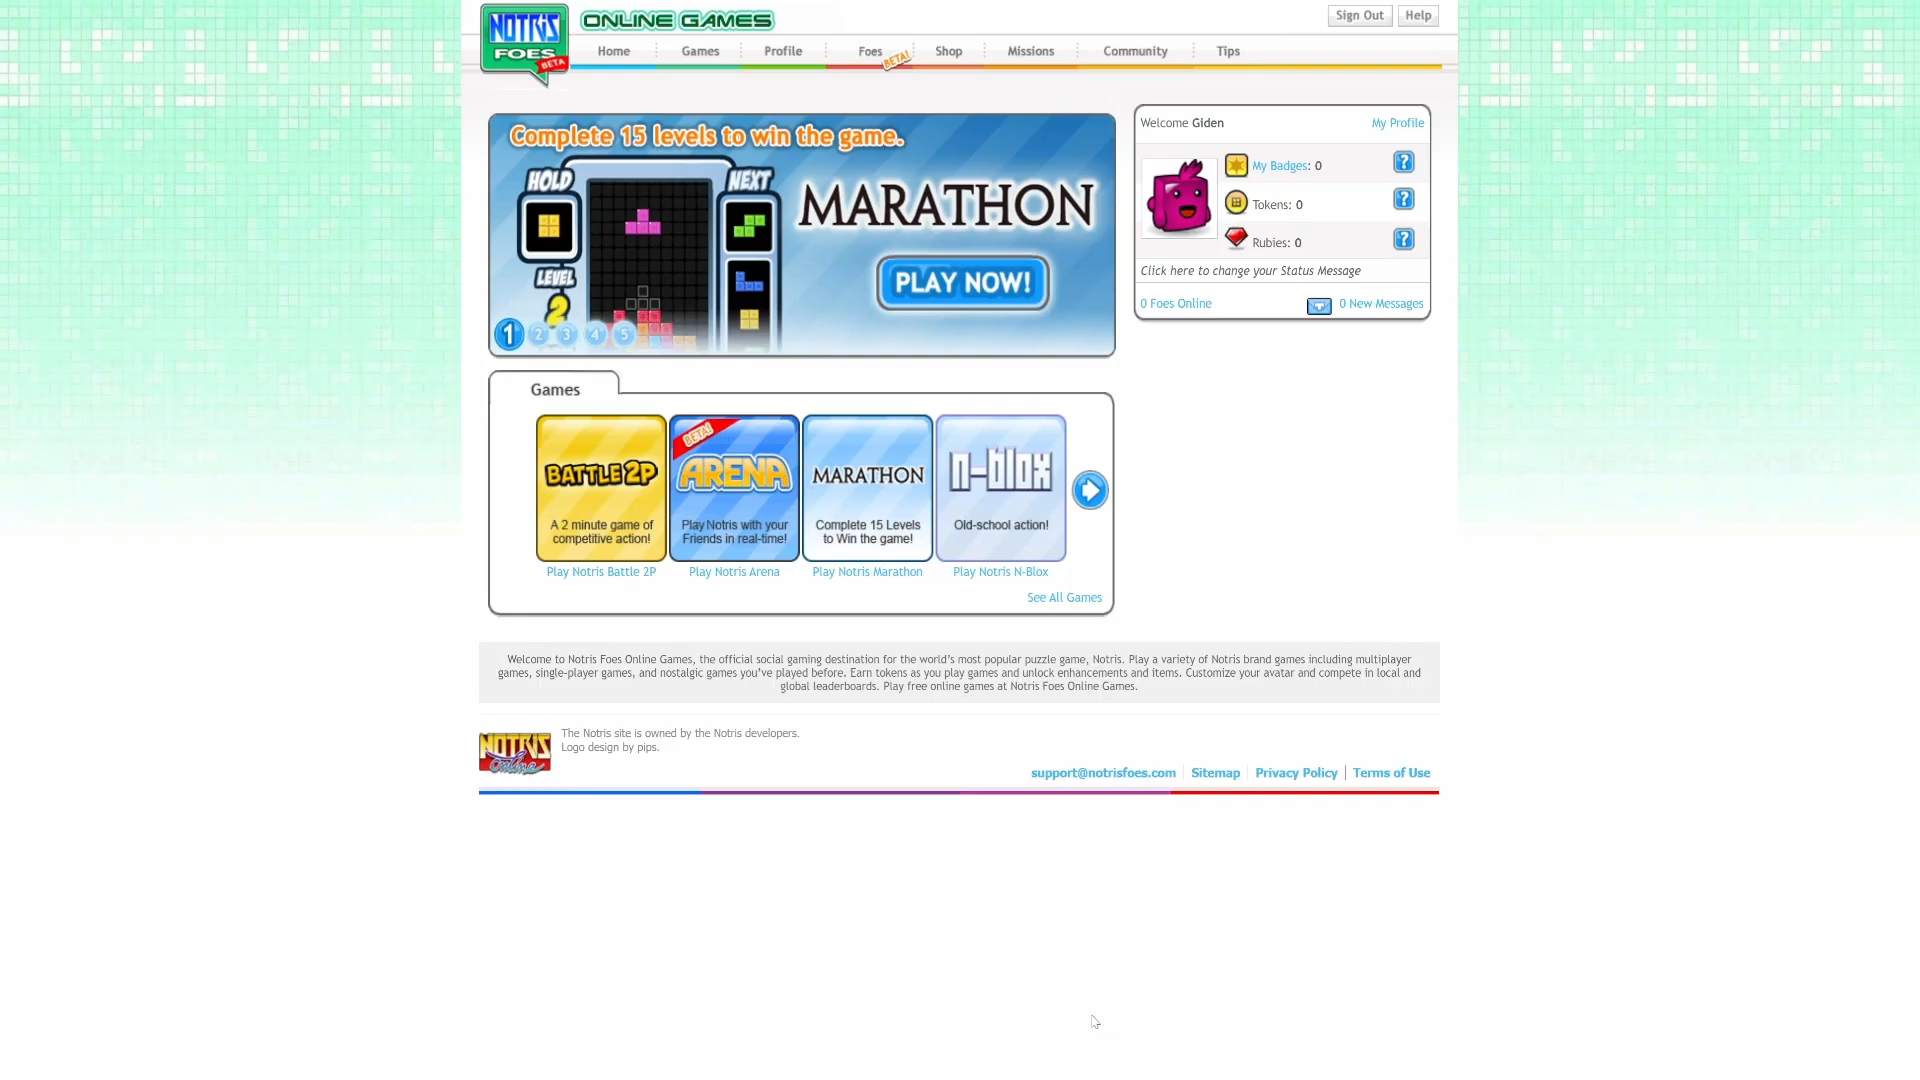 NOTRIS
FOES
BETA
ONLINE GAMES
Sign Out
Help
Home
Games
Profile
Foes
BETA!
Shop
Missions
Community
Tips
Complete 15 levels to win the game.
HOLD
NEXT
LEVEL
2
MARATHON
PLAY NOW!
1 2 3 4 5
Welcome Giden
My Profile
My Badges: 0
?
Tokens: 0
?
Rubies: 0
?
Click here to change your Status Message
0 Foes Online
0 New Messages
Games
BATTLE 2P
A 2 minute game of
competitive action!
Play Notris Battle 2P
BETA!
ARENA
Play Notris with your
Friends in real-time!
Play Notris Arena
MARATHON
Complete 15 Levels
to Win the game!
Play Notris Marathon
n-blox
Old-school action!
Play Notris N-Blox
See All Games
Welcome to Notris Foes Online Games, the official social gaming destination for the world's most popular puzzle game, Notris. Play a variety of Notris brand games including multiplayer
games, single-player games, and nostalgic games you've played before. Earn tokens as you play games and unlock enhancements and items. Customize your avatar and compete in local and
global leaderboards. Play free online games at Notris Foes Online Games.
NOTRIS
Online
The Notris site is owned by the Notris developers.
Logo design by pips.
support@notrisfoes.com
Sitemap
Privacy Policy
Terms of Use